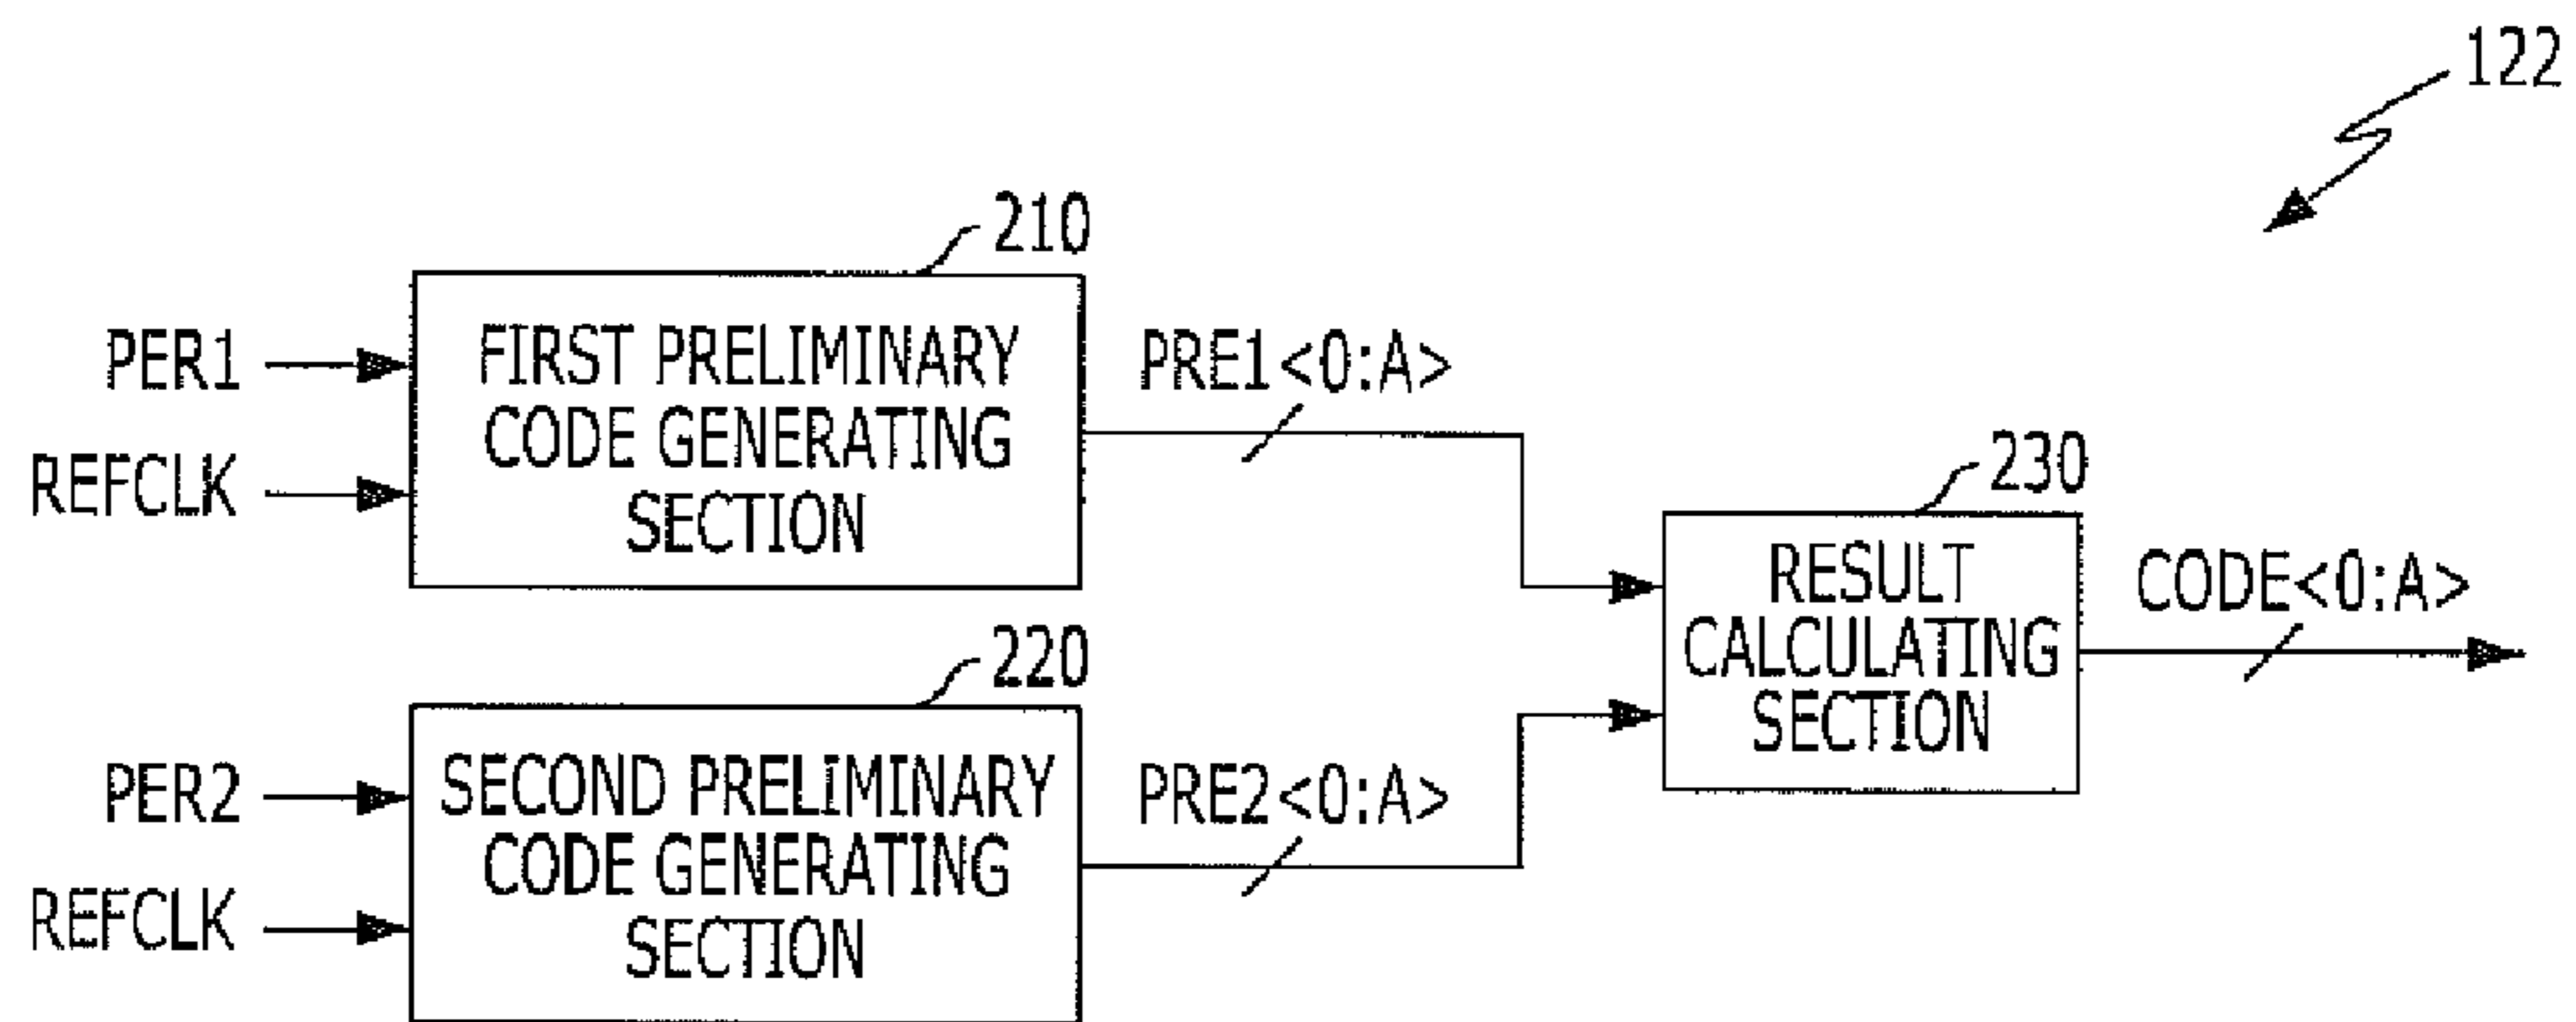 122
210
PER1
REFCLK
FIRST PRELIMINARY
CODE GENERATING
SECTION
PRE1<0:A>
220
PER2
REFCLK
SECOND PRELIMINARY
CODE GENERATING
SECTION
PRE2<0:A>
230
RESULT
CALCULATING
SECTION
CODE<0:A>